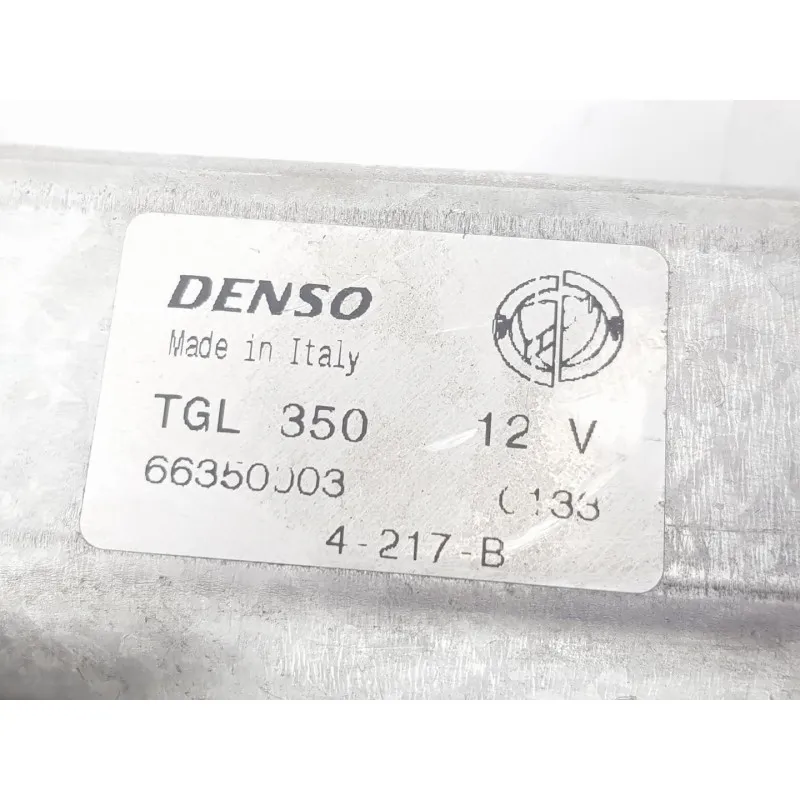 DENSO
Made in Italy
TGL 350 12 V
66350003
4-217-B